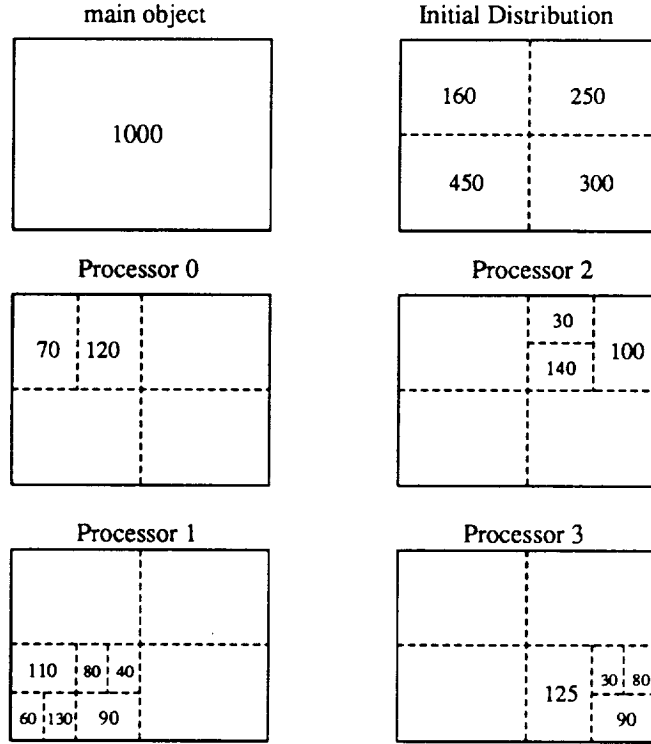 main object
1000
Initial Distribution
160 250
450 300
Processor 0
70 120
Processor 2
30
140
100
Processor 1
110 80 40
60 130 90
Processor 3
125
30 80
90